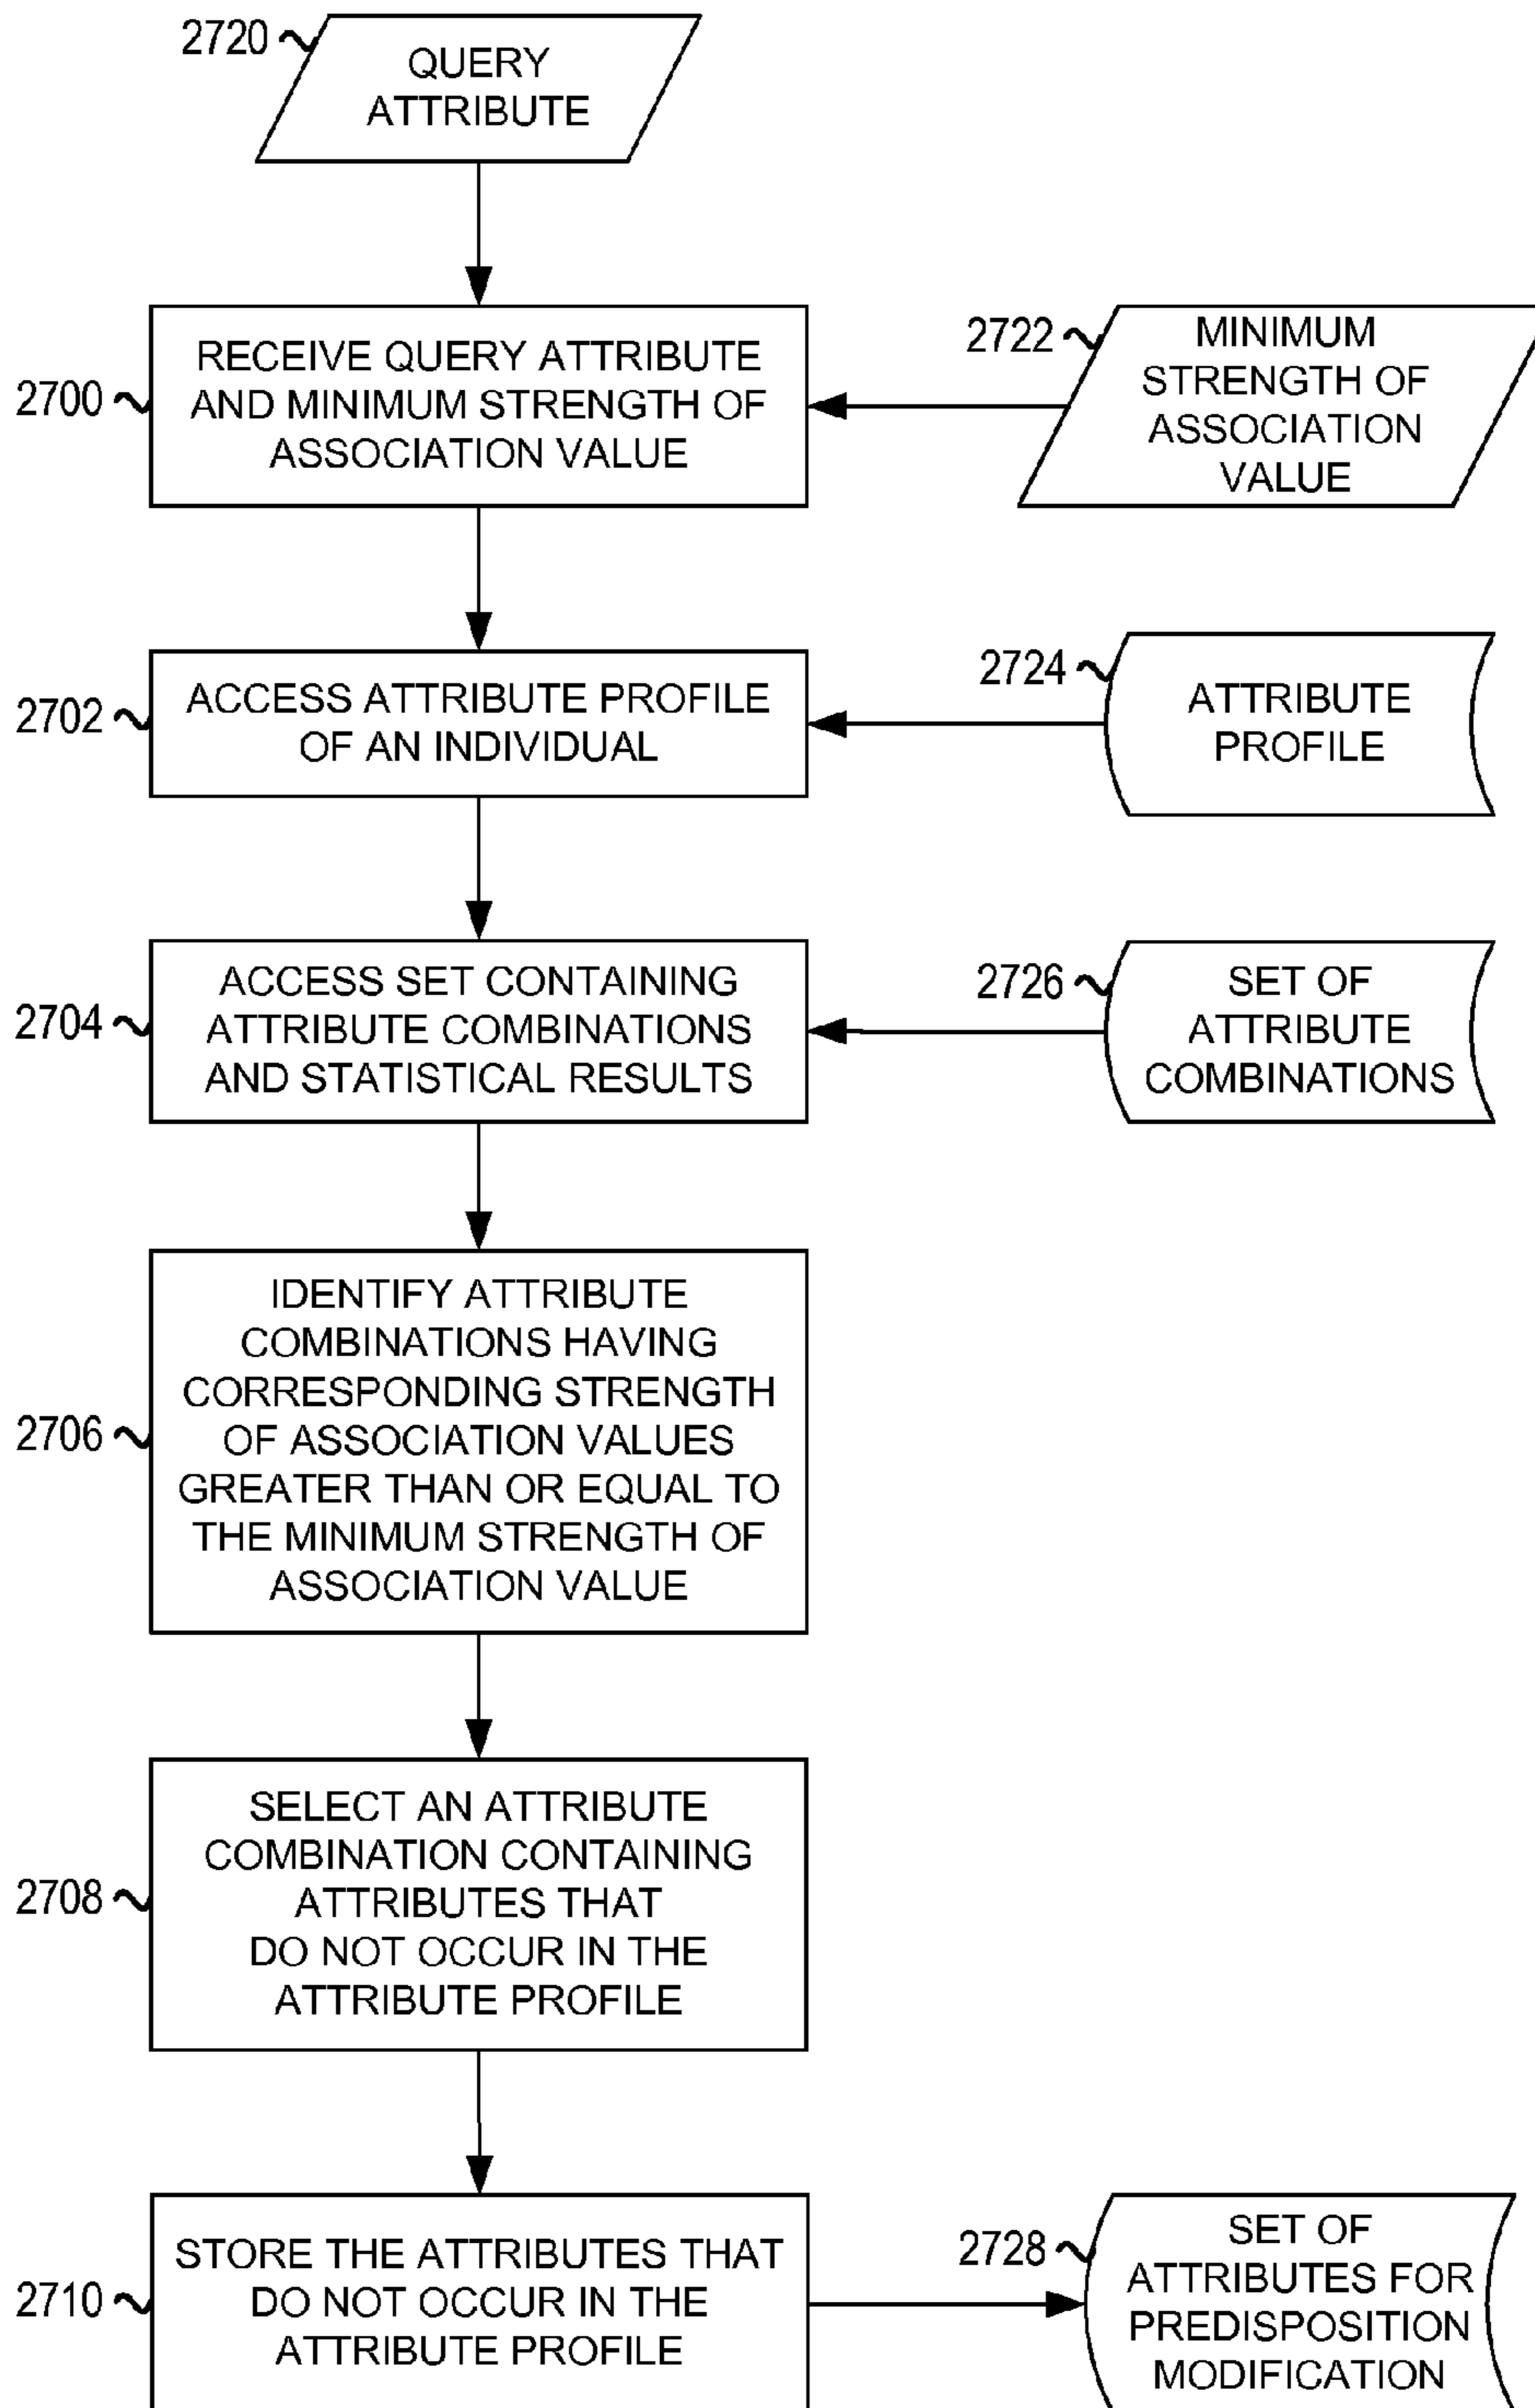 2720
QUERY
ATTRIBUTE
2700
RECEIVE QUERY ATTRIBUTE
AND MINIMUM STRENGTH OF
ASSOCIATION VALUE
2722
MINIMUM
STRENGTH OF
ASSOCIATION
VALUE
2702
ACCESS ATTRIBUTE PROFILE
OF AN INDIVIDUAL
2724
ATTRIBUTE
PROFILE
2704
ACCESS SET CONTAINING
ATTRIBUTE COMBINATIONS
AND STATISTICAL RESULTS
2726
SET OF
ATTRIBUTE
COMBINATIONS
2706
IDENTIFY ATTRIBUTE
COMBINATIONS HAVING
CORRESPONDING STRENGTH
OF ASSOCIATION VALUES
GREATER THAN OR EQUAL TO
THE MINIMUM STRENGTH OF
ASSOCIATION VALUE
2708
SELECT AN ATTRIBUTE
COMBINATION CONTAINING
ATTRIBUTES THAT
DO NOT OCCUR IN THE
ATTRIBUTE PROFILE
2710
STORE THE ATTRIBUTES THAT
DO NOT OCCUR IN THE
ATTRIBUTE PROFILE
2728
SET OF
ATTRIBUTES FOR
PREDISPOSITION
MODIFICATION